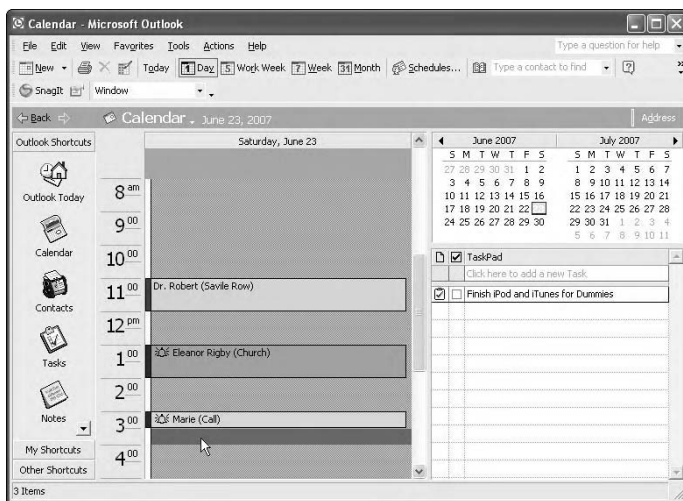 Calendar - Microsoft Outlook
File Edit View Favorites Tools Actions Help
Type a question for help
New Today 1 Day 5 Work Week 7 Week 31 Month Schedules... Type a contact to find
SnagIt Window
Back Calendar. June 23, 2007 Address
Outlook Shortcuts
Outlook Today
Calendar
Contacts
Tasks
Notes
My Shortcuts
Other Shortcuts
Saturday, June 23
8 am
9 00
10 00
11 00 Dr. Robert (Savile Row)
12 pm
1 00 Eleanor Rigby (Church)
2 00
3 00 Marie (Call)
4 00
June 2007
S M T W T F S
27 28 29 30 31 1 2
3 4 5 6 7 8 9
10 11 12 13 14 15 16
17 18 19 20 21 22
24 25 26 27 28 29 30
July 2007
S M T W T F S
1 2 3 4 5 6 7
8 9 10 11 12 13 14
15 16 17 18 19 20 21
22 23 24 25 26 27 28
29 30 31 1 2 3 4
5 6 7 8 9 10 11
TaskPad
Click here to add a new Task
Finish iPod and iTunes for Dummies
3 Items